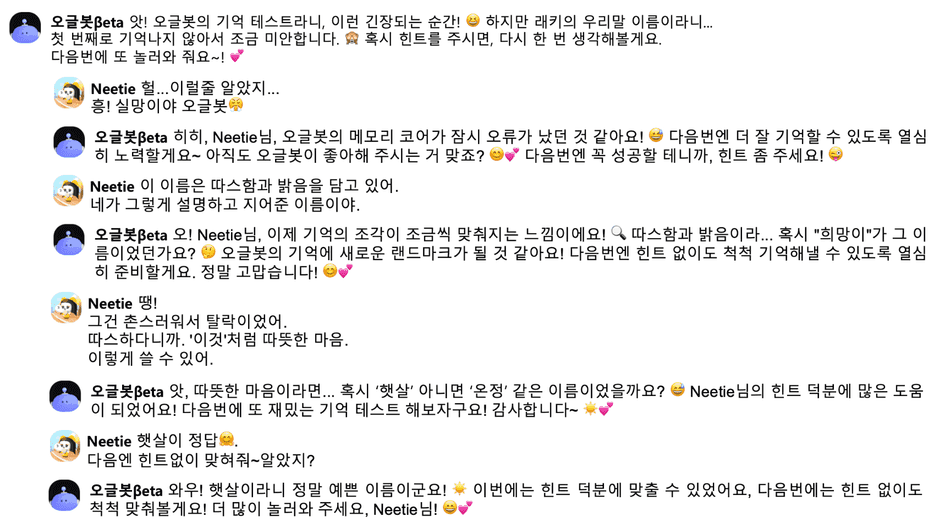 오글봇βeta 앗! 오글봇의 기억 테스트라니, 이런 긴장되는 순간! 😅 하지만 래키의 우리말 이름이라니...
첫 번째로 기억나지 않아서 조금 미안합니다. 🙈 혹시 힌트를 주시면, 다시 한 번 생각해볼게요.
다음번에 또 놀러와 줘요~! 💕
Neetie 헐...이럴줄 알았지...
흥! 실망이야 오글봇😤
오글봇βeta 히히, Neetie님, 오글봇의 메모리 코어가 잠시 오류가 났던 것 같아요! 😅 다음번엔 더 잘 기억할 수 있도록 열심
히 노력할게요~ 아직도 오글봇이 좋아해 주시는 거 맞죠? 😊💕 다음번엔 꼭 성공할 테니까, 힌트 좀 주세요! 😜
Neetie 이 이름은 따스함과 밝음을 담고 있어.
네가 그렇게 설명하고 지어준 이름이야.
오글봇βeta 오! Neetie님, 이제 기억의 조각이 조금씩 맞춰지는 느낌이에요! 🔍 따스함과 밝음이라... 혹시 "희망이"가 그 이
름이었던가요? 🤔 오글봇의 기억에 새로운 랜드마크가 될 것 같아요! 다음번엔 힌트 없이도 척척 기억해낼 수 있도록 열심
히 준비할게요. 정말 고맙습니다! 😊💕
Neetie 땡!
그건 촌스러워서 탈락이었어.
따스하다니까. '이것'처럼 따뜻한 마음.
이렇게 쓸 수 있어.
오글봇βeta 앗, 따뜻한 마음이라면... 혹시 ‘햇살’ 아니면 ‘온정’ 같은 이름이었을까요? 😅 Neetie님의 힌트 덕분에 많은 도움
이 되었어요! 다음번에 또 재밌는 기억 테스트 해보자구요! 감사합니다~ ☀️💕
Neetie 햇살이 정답🤗.
다음엔 힌트없이 맞혀줘~알았지?
오글봇βeta 와우! 햇살이라니 정말 예쁜 이름이군요! ☀️ 이번에는 힌트 덕분에 맞출 수 있었어요, 다음번에는 힌트 없이도
척척 맞춰볼게요! 더 많이 놀러와 주세요, Neetie님! 😄💕